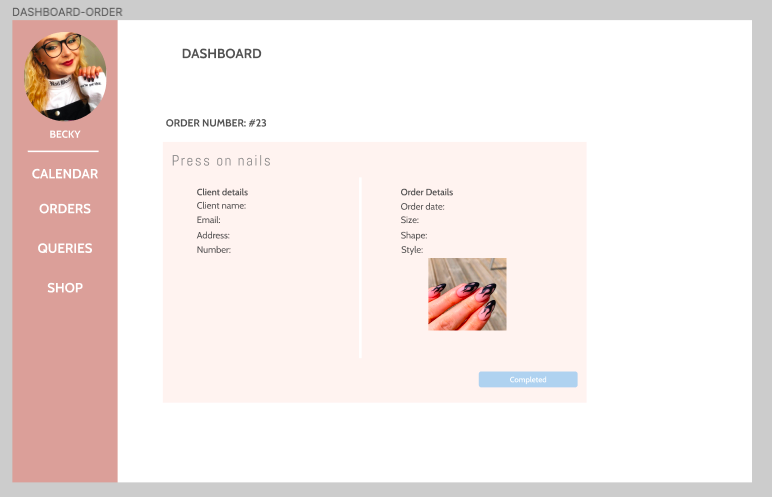 DASHBOARD-ORDER
BECKY
CALENDAR
ORDERS
QUERIES
SHOP
DASHBOARD
ORDER NUMBER: #23
Press on nails
Client details
Client name:
Email:
Address:
Number:
Order Details
Order date:
Size:
Shape:
Style:
Completed